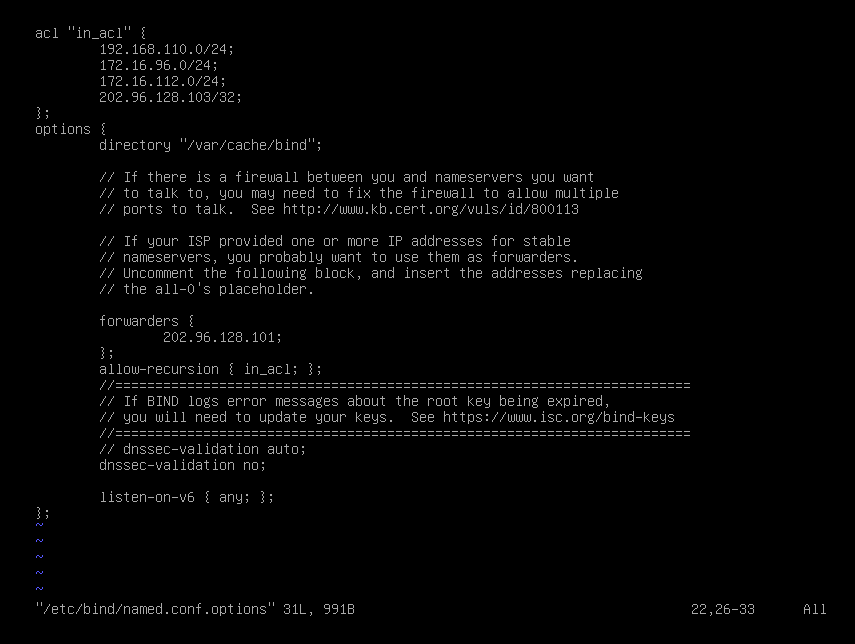 acl "in_acl" {
        192.168.110.0/24;
        172.16.96.0/24;
        172.16.112.0/24;
        202.96.128.103/32;
};
options {
        directory "/var/cache/bind";

        // If there is a firewall between you and nameservers you want
        // to talk to, you may need to fix the firewall to allow multiple
        // ports to talk.  See http://www.kb.cert.org/vuls/id/800113

        // If your ISP provided one or more IP addresses for stable
        // nameservers, you probably want to use them as forwarders.
        // Uncomment the following block, and insert the addresses replacing
        // the all-0's placeholder.

        forwarders {
                202.96.128.101;
        };
        allow-recursion { in_acl; };
        //========================================================================
        // If BIND logs error messages about the root key being expired,
        // you will need to update your keys.  See https://www.isc.org/bind-keys
        //========================================================================
        // dnssec-validation auto;
        dnssec-validation no;

        listen-on-v6 { any; };
};
~
~
~
~
~
"/etc/bind/named.conf.options" 31L, 991B                                          22,26-33      All